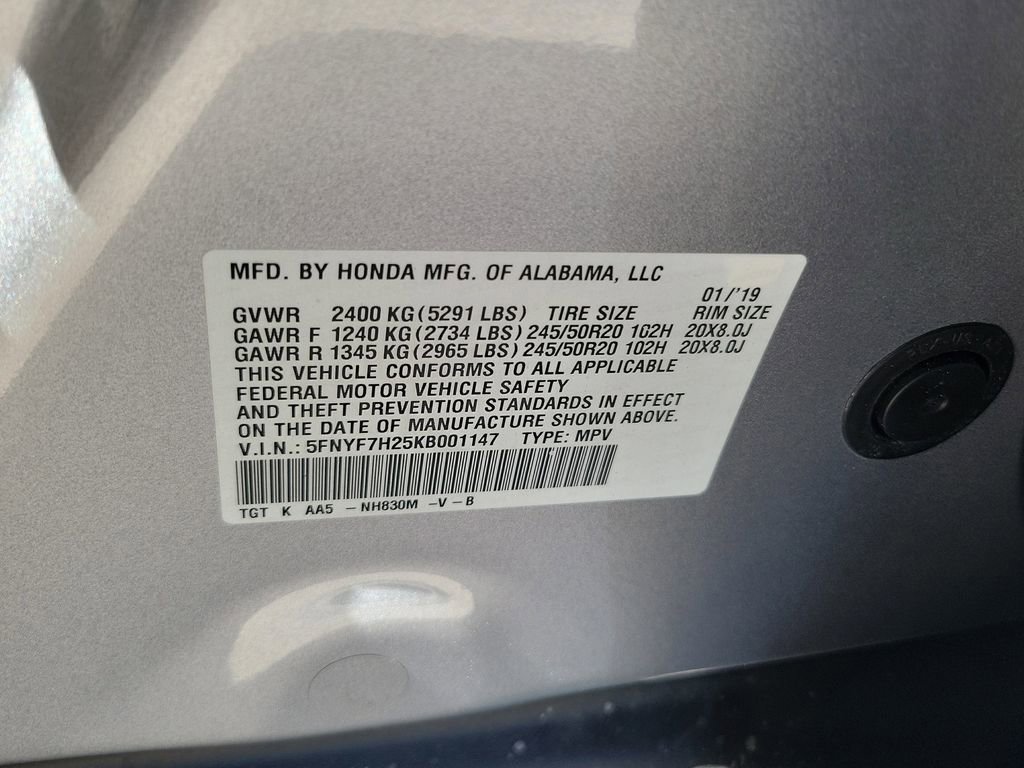 MFD. BY HONDA MFG. OF ALABAMA, LLC
01/'19
GVWR 2400 KG (5291 LBS) TIRE SIZE RIM SIZE
GAWR F 1240 KG (2734 LBS) 245/50R20 102H 20X8.0J
GAWR R 1345 KG (2965 LBS) 245/50R20 102H 20X8.0J
THIS VEHICLE CONFORMS TO ALL APPLICABLE
FEDERAL MOTOR VEHICLE SAFETY
AND THEFT PREVENTION STANDARDS IN EFFECT
ON THE DATE OF MANUFACTURE SHOWN ABOVE.
V.I.N.: 5FNYF7H25KB001147 TYPE: MPV
TGT K AA5 - NH830M - V - B